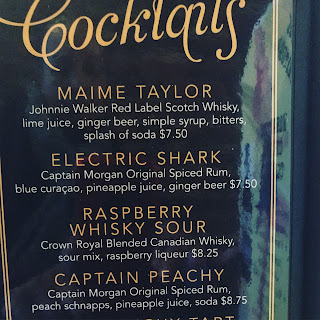 Cocktails
MAIME TAYLOR
Johnnie Walker Red Label Scotch Whisky,
lime juice, ginger beer, simple syrup, bitters,
splash of soda $7.50
ELECTRIC SHARK
Captain Morgan Original Spiced Rum,
blue curaçao, pineapple juice, ginger beer $7.50
RASPBERRY
WHISKY SOUR
Crown Royal Blended Canadian Whisky,
sour mix, raspberry liqueur $8.25
CAPTAIN PEACHY
Captain Morgan Original Spiced Rum,
peach schnapps, pineapple juice, soda $8.75
TART